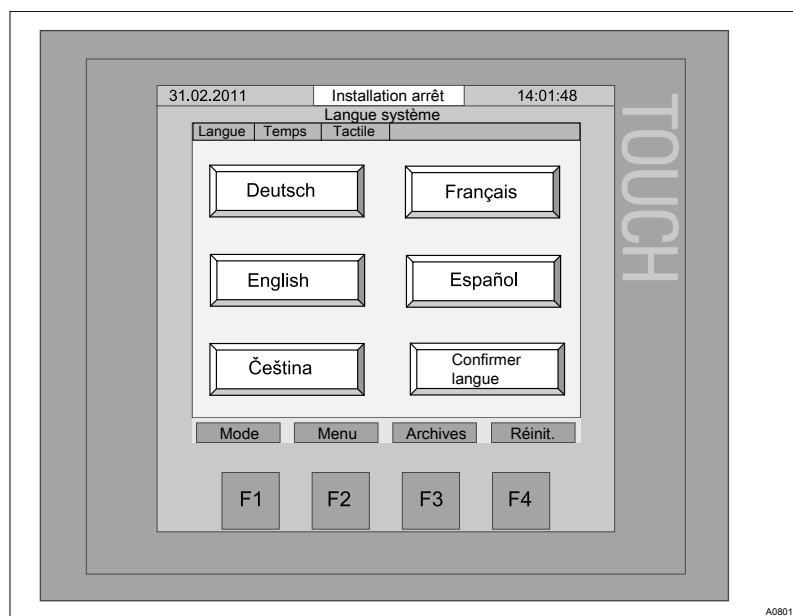 31.02.2011 Installation arrêt 14:01:48
Langue système
Langue Temps Tactile
Deutsch Français
English Español
Čeština Confirmer
langue
Mode Menu Archives Réinit.
F1 F2 F3 F4
TOUCH
A0801